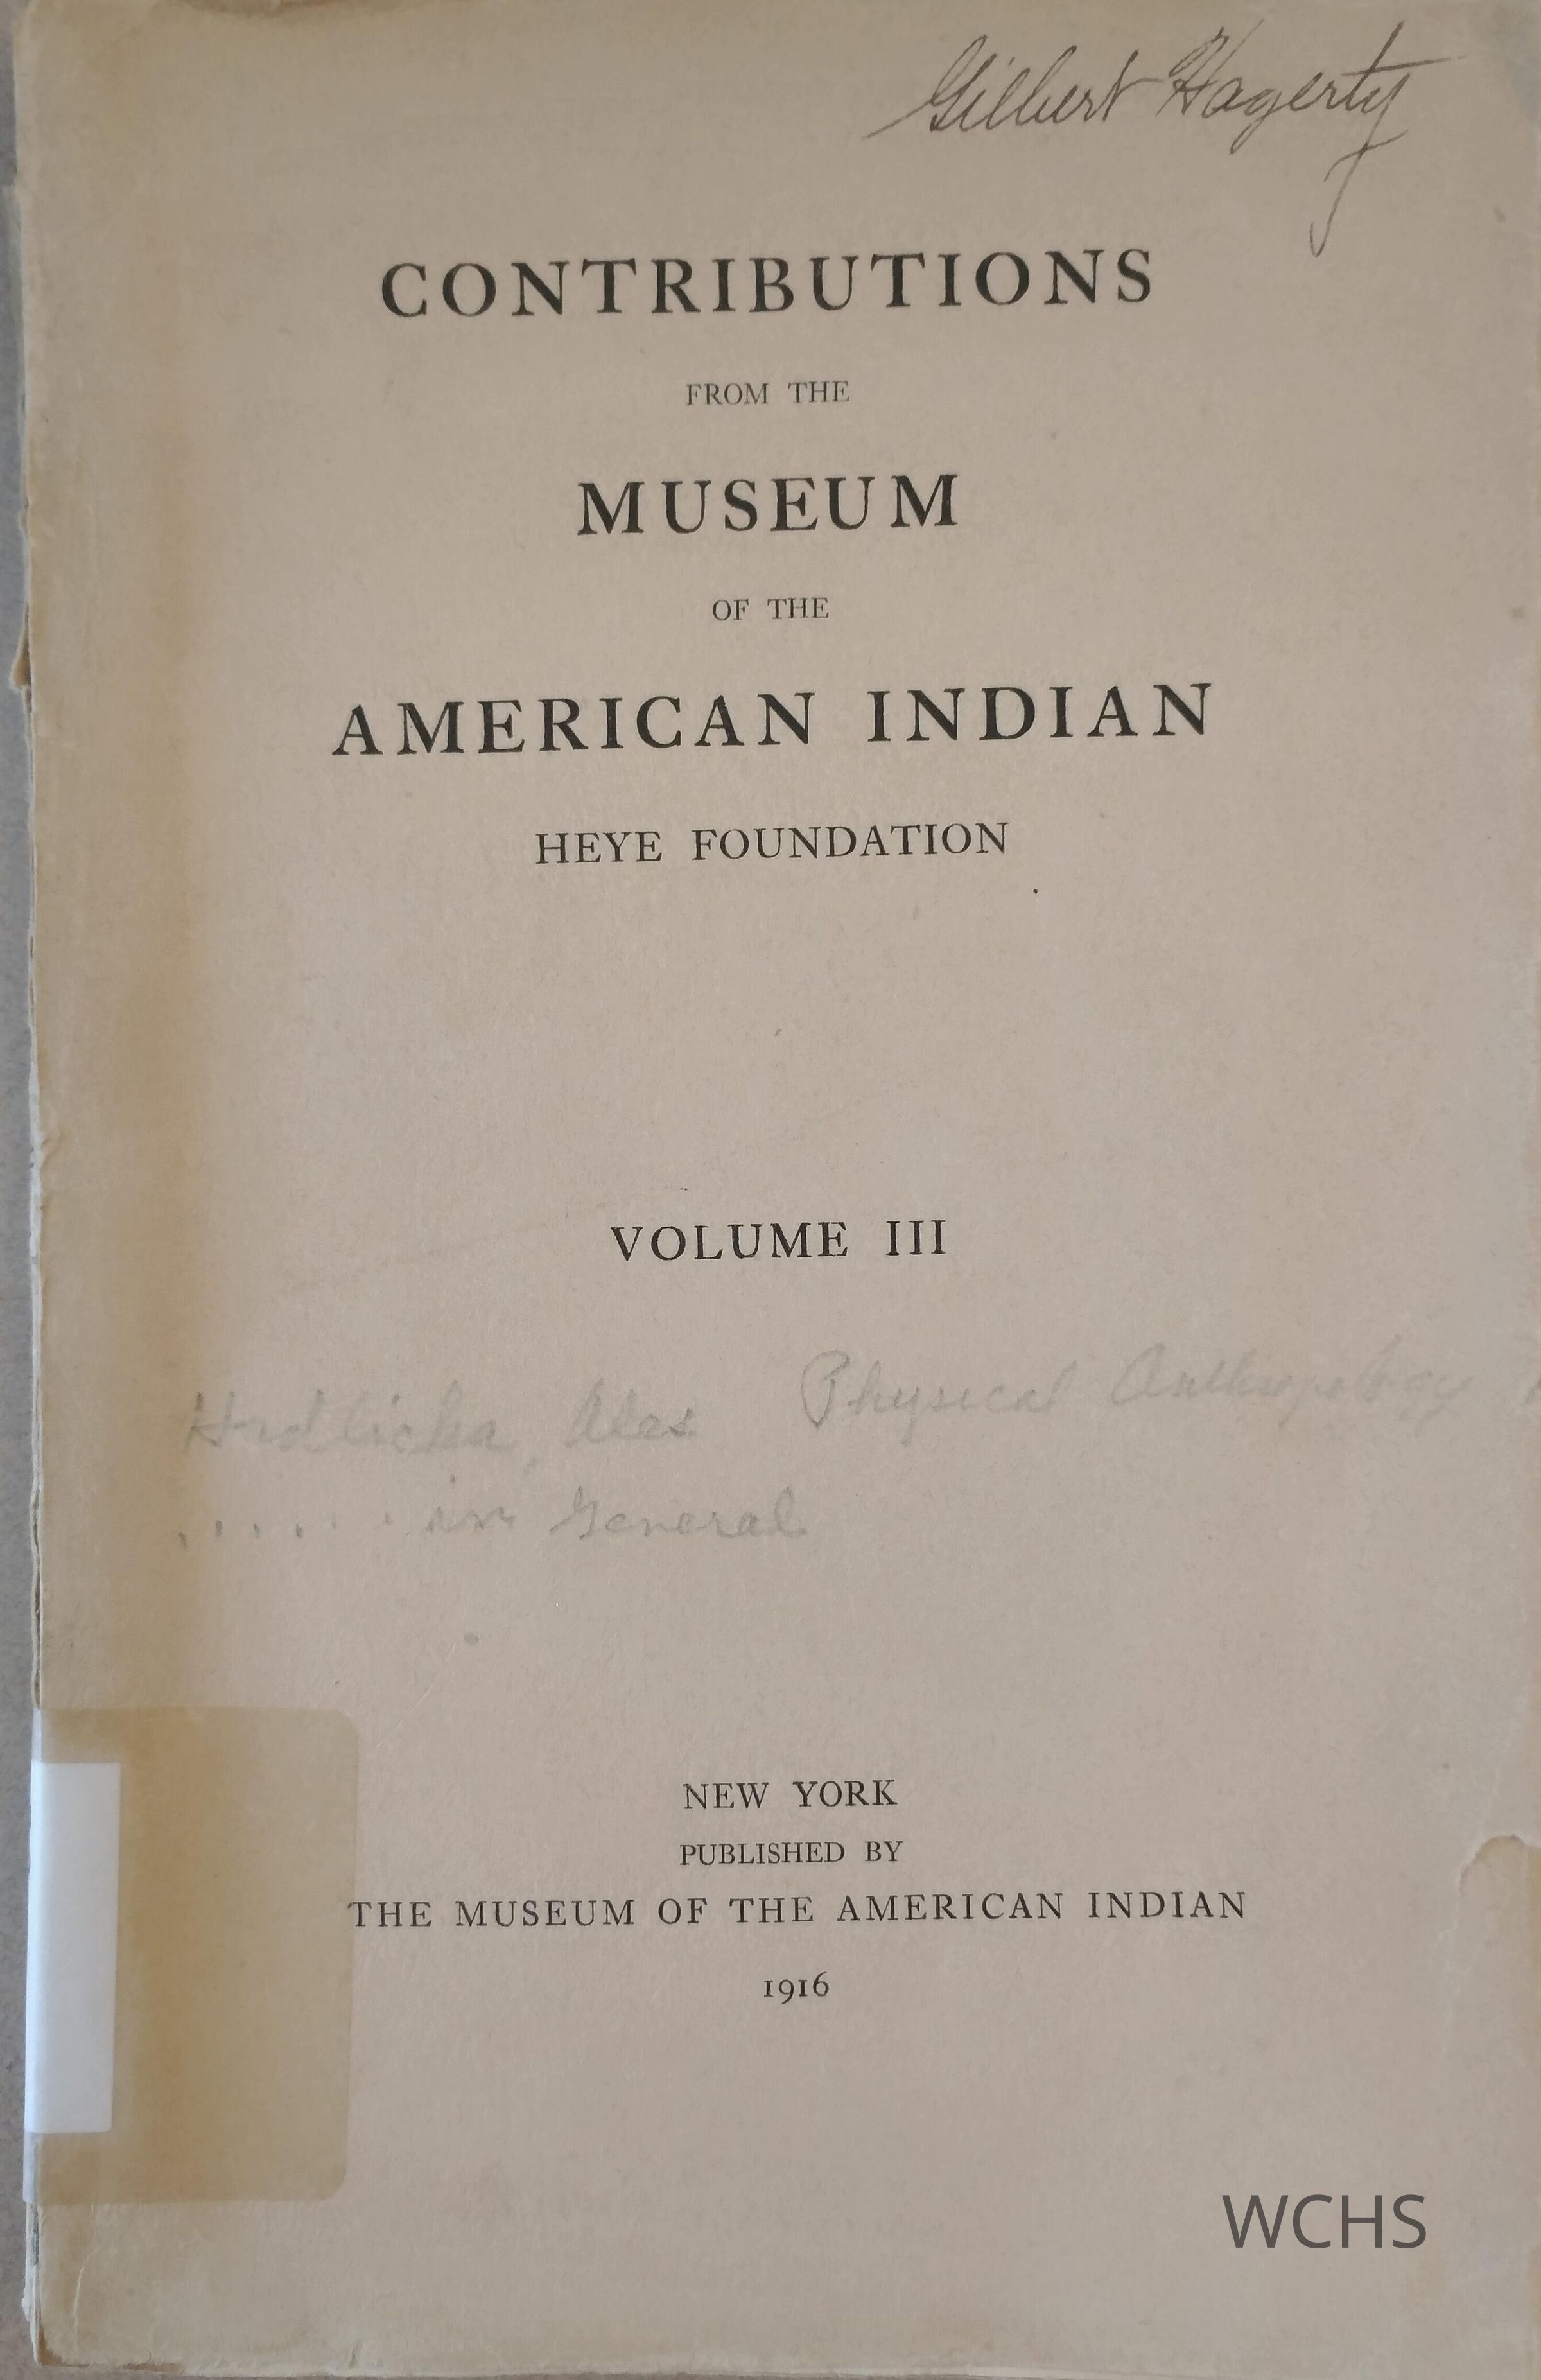 Gilbert Hagerty
CONTRIBUTIONS
FROM THE
MUSEUM
OF THE
AMERICAN INDIAN
HEYE FOUNDATION
VOLUME III
Hrdlicka, Ales Physical Anthropology
in General
NEW YORK
PUBLISHED BY
THE MUSEUM OF THE AMERICAN INDIAN
1916
WCHS